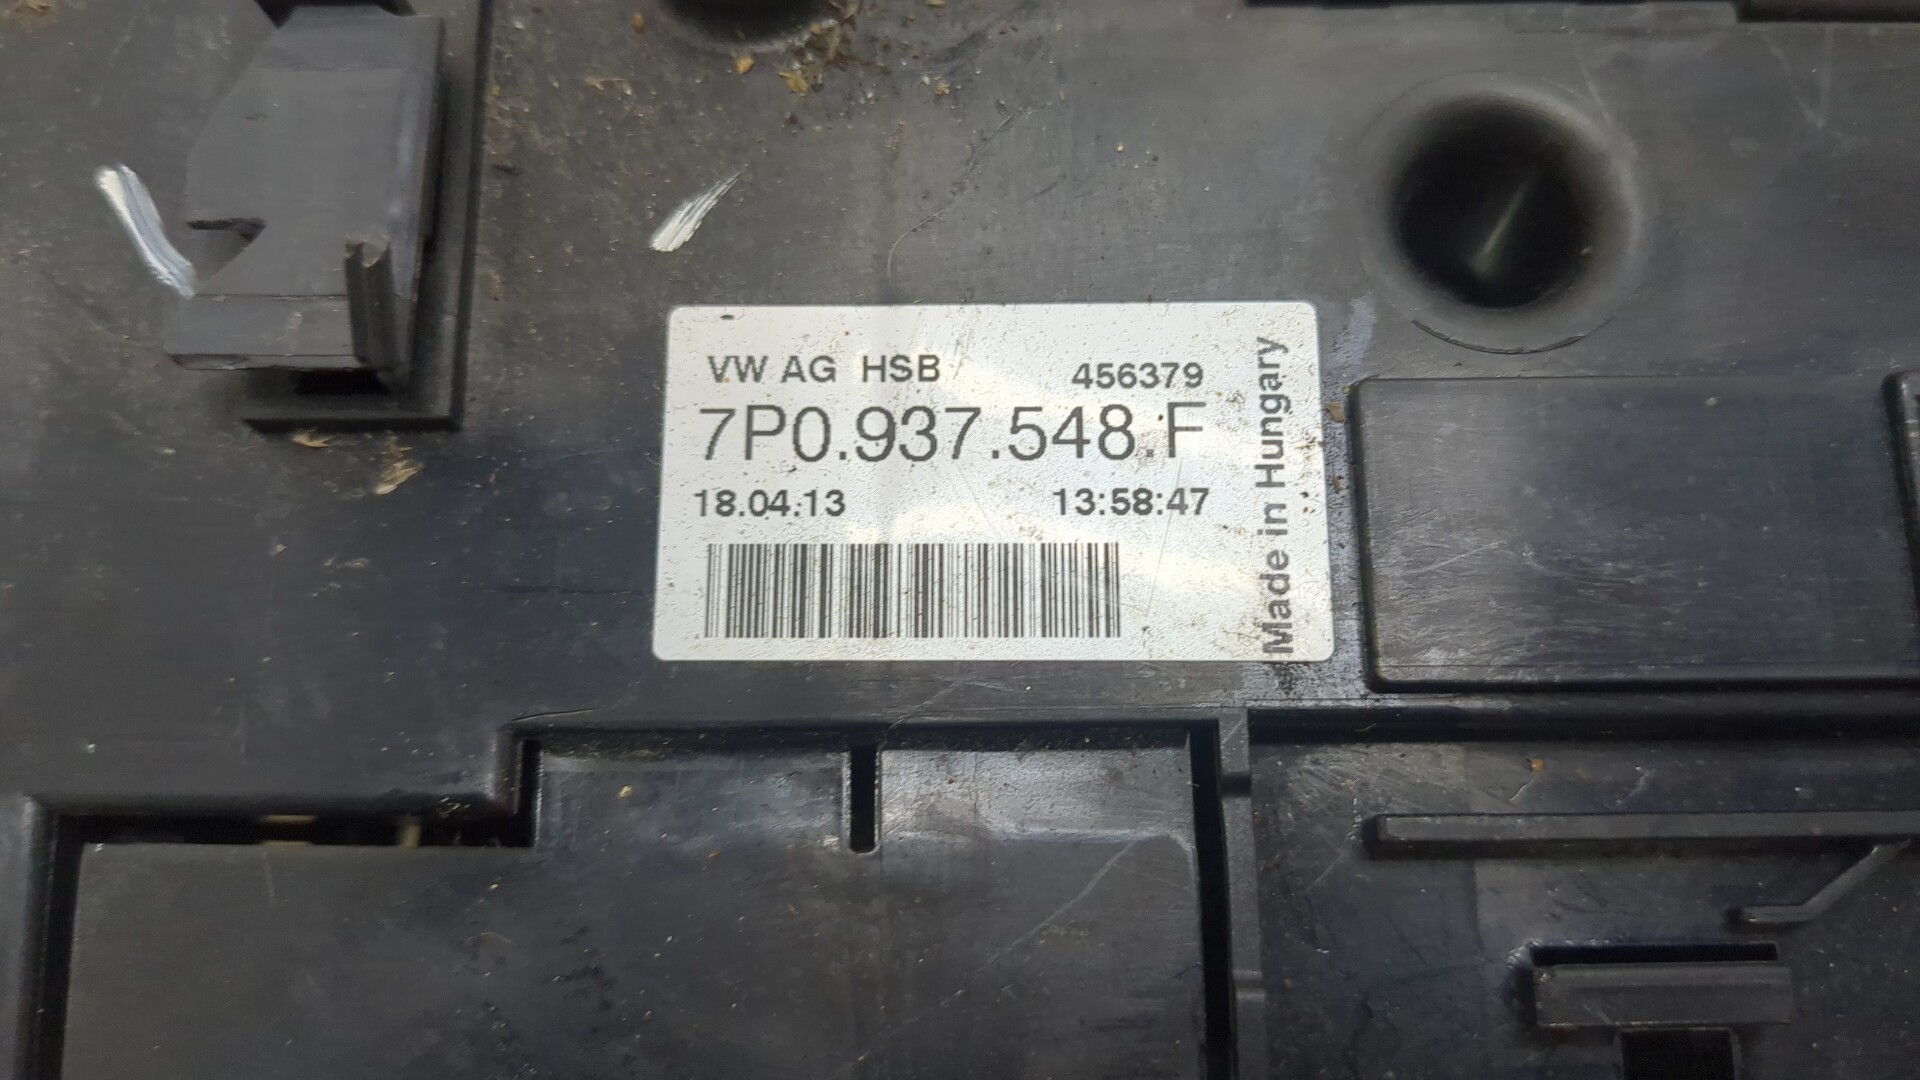 VW AG HSB 456379
7P0.937.548.F
18.04.13 13:58:47
Made in Hungary